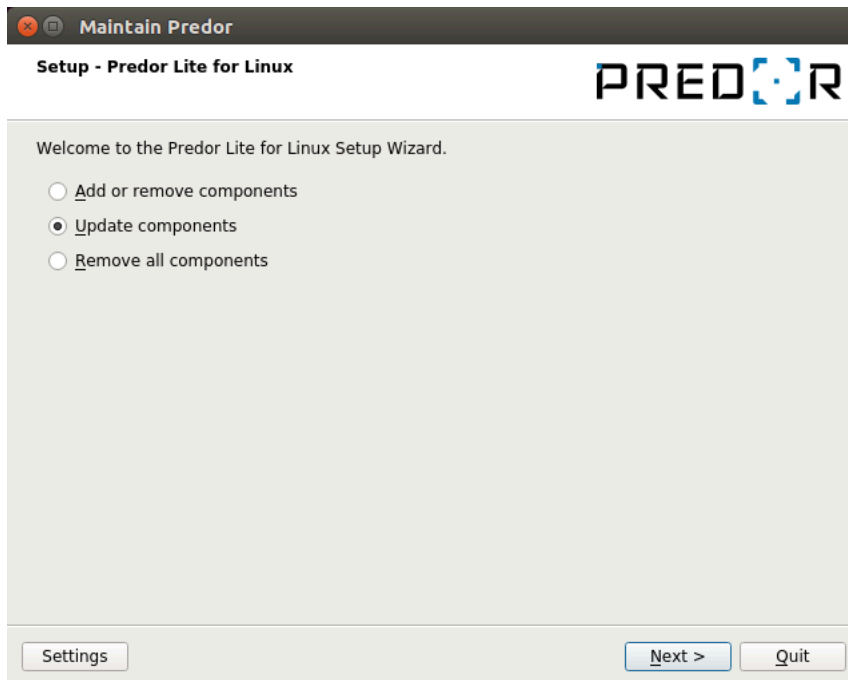 Maintain Predor
Setup - Predor Lite for Linux
PREDOR
Welcome to the Predor Lite for Linux Setup Wizard.
Add or remove components
Update components
Remove all components
Settings
Next >
Quit